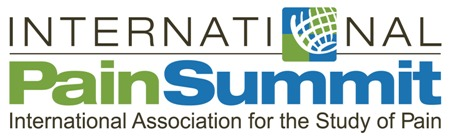 INTERNATIONAL
PainSummit
International Association for the Study of Pain